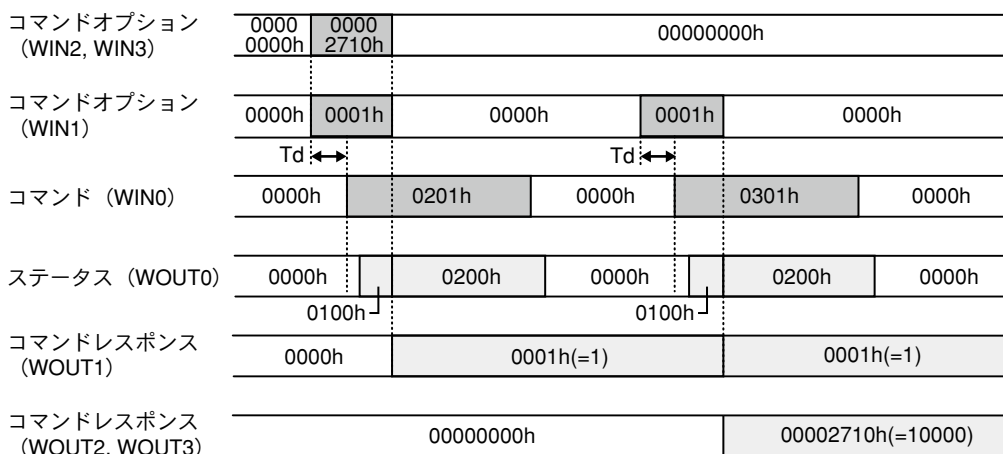 コマンドオプション
（WIN2, WIN3）
0000
0000h
0000
2710h
00000000h
コマンドオプション
（WIN1）
0000h
0001h
0000h
0001h
0000h
Td
Td
コマンド（WIN0）
0000h
0201h
0000h
0301h
0000h
ステータス（WOUT0）
0000h
0200h
0000h
0200h
0000h
0100h
0100h
コマンドレスポンス
（WOUT1）
0000h
0001h(=1)
0001h(=1)
コマンドレスポンス
（WOUT2, WOUT3）
00000000h
00002710h(=10000)